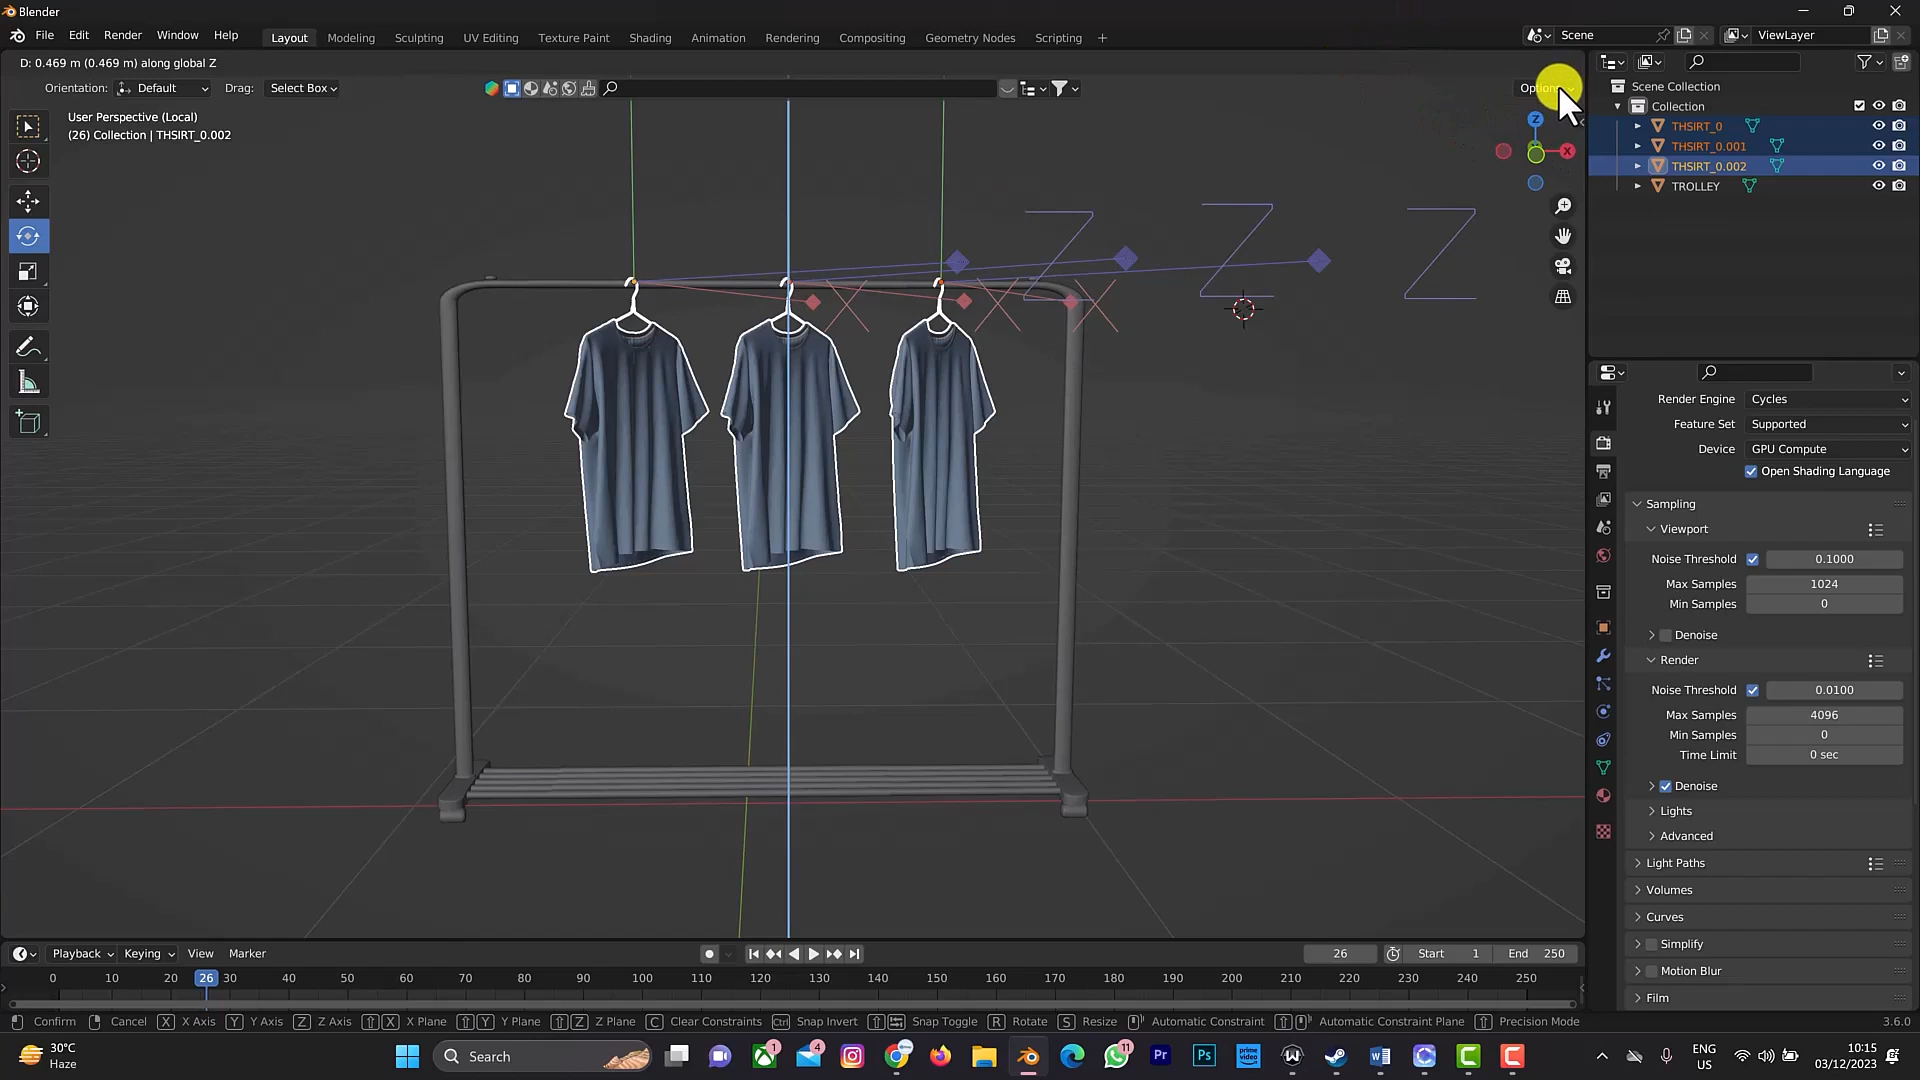 Blender
File Edit Render Window Help
Layout Modeling Sculpting UV Editing Texture Paint Shading Animation Rendering Compositing Geometry Nodes Scripting +
Scene
ViewLayer
D: 0.469 m (0.469 m) along global Z
Orientation: Default Drag: Select Box
Options
User Perspective (Local)
(26) Collection | THSIRT_0.002
Z
X
Scene Collection
Collection
THSIRT_0
THSIRT_0.001
THSIRT_0.002
TROLLEY
Z Z Z
X X X
Render Engine Cycles
Feature Set Supported
Device GPU Compute
Open Shading Language
Sampling
Viewport
Noise Threshold 0.1000
Max Samples 1024
Min Samples 0
Denoise
Render
Noise Threshold 0.0100
Max Samples 4096
Min Samples 0
Time Limit 0 sec
Denoise
Lights
Advanced
Light Paths
Volumes
Curves
Simplify
Motion Blur
Film
Playback Keying View Marker
26 Start 1 End 250
0 10 20 26 30 40 50 60 70 80 90 100 110 120 130 140 150 160 170 180 190 200 210 220 230 240 250
Confirm Cancel X X Axis Y Y Axis Z Z Axis X X Plane Y Y Plane Z Z Plane C Clear Constraints Ctrl Snap Invert Snap Toggle R Rotate S Resize Automatic Constraint Automatic Constraint Plane Precision Mode 3.6.0
30°C
Haze
Search
1
4
11
Pr
Ps
prime video
W
ENG
US
10:15
03/12/2023